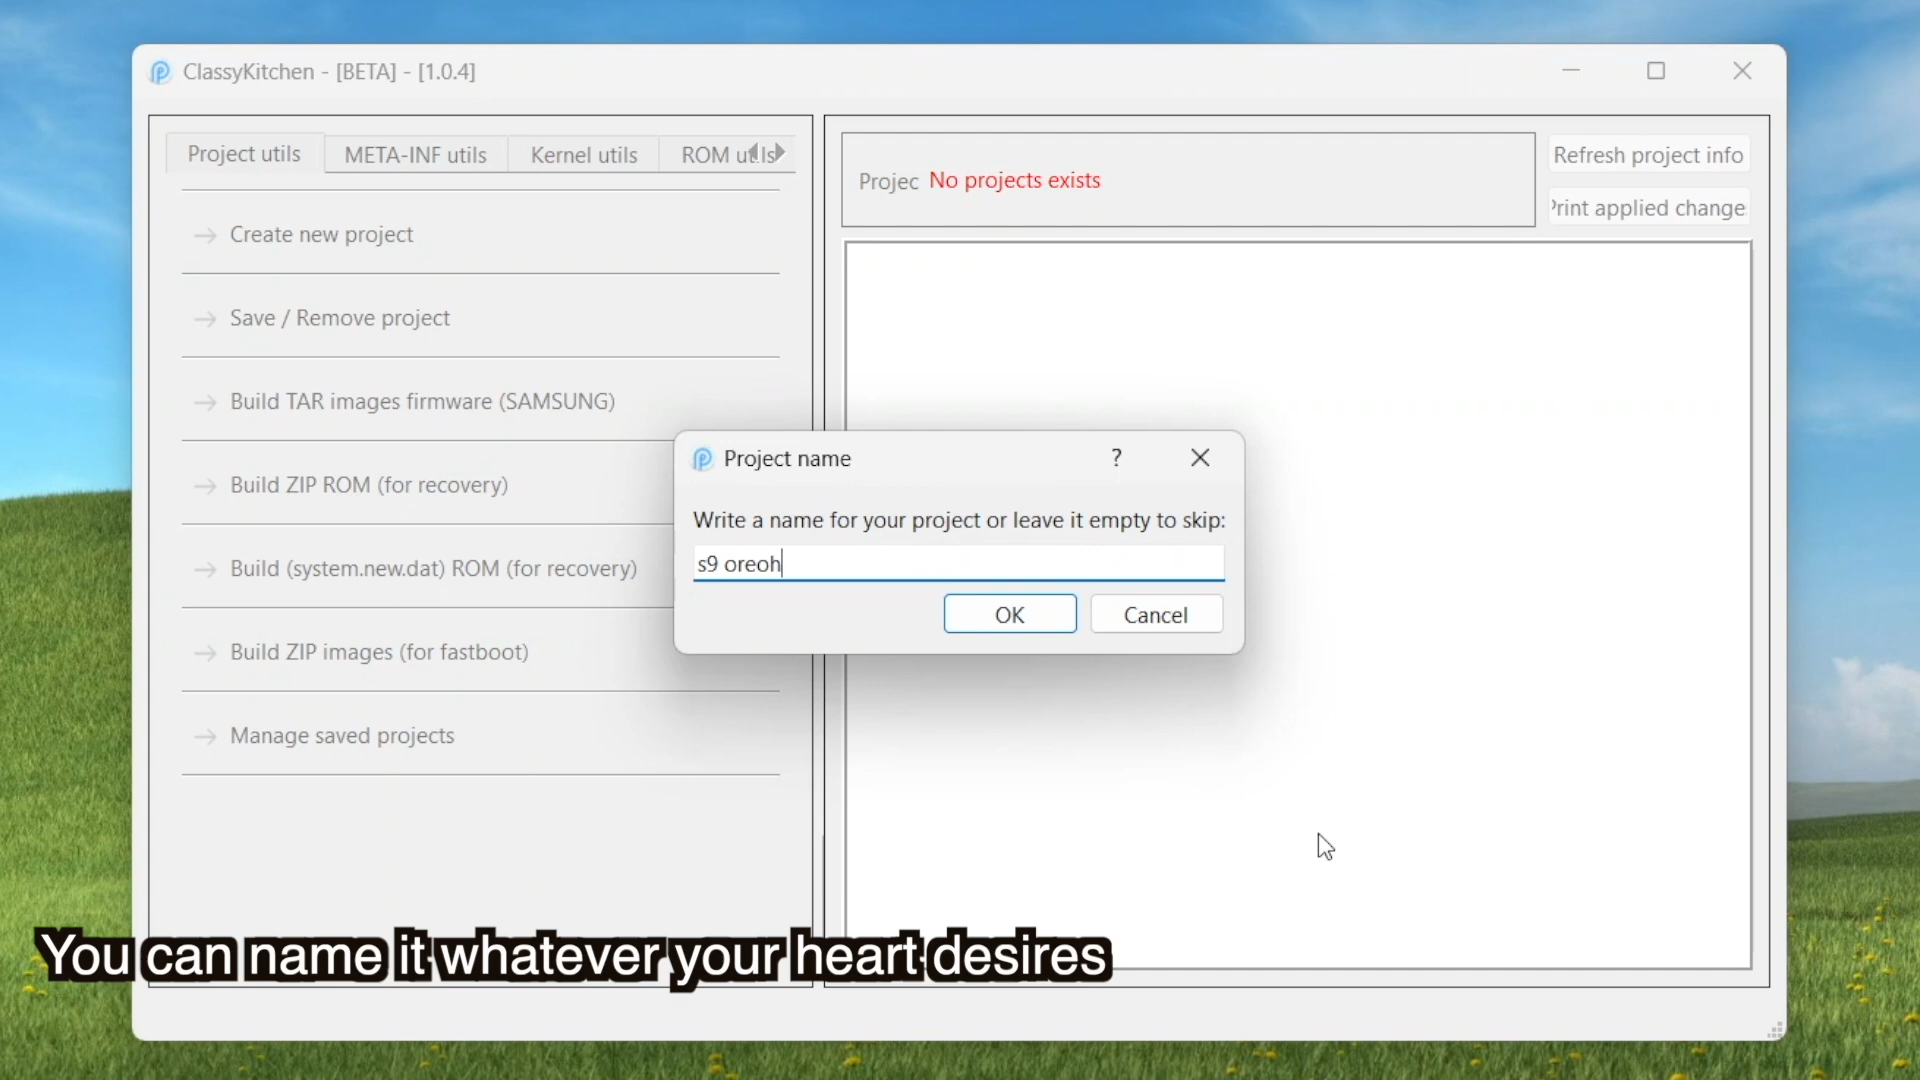 ClassyKitchen - [BETA] - [1.0.4]
Project utils
META-INF utils
Kernel utils
ROM utils
Create new project
Save / Remove project
Build TAR images firmware (SAMSUNG)
Build ZIP ROM (for recovery)
Build (system.new.dat) ROM (for recovery)
Build ZIP images (for fastboot)
Manage saved projects
Projec No projects exists
Refresh project info
Print applied change
Project name
?
Write a name for your project or leave it empty to skip:
s9 oreoh
OK
Cancel
You can name it whatever your heart desires